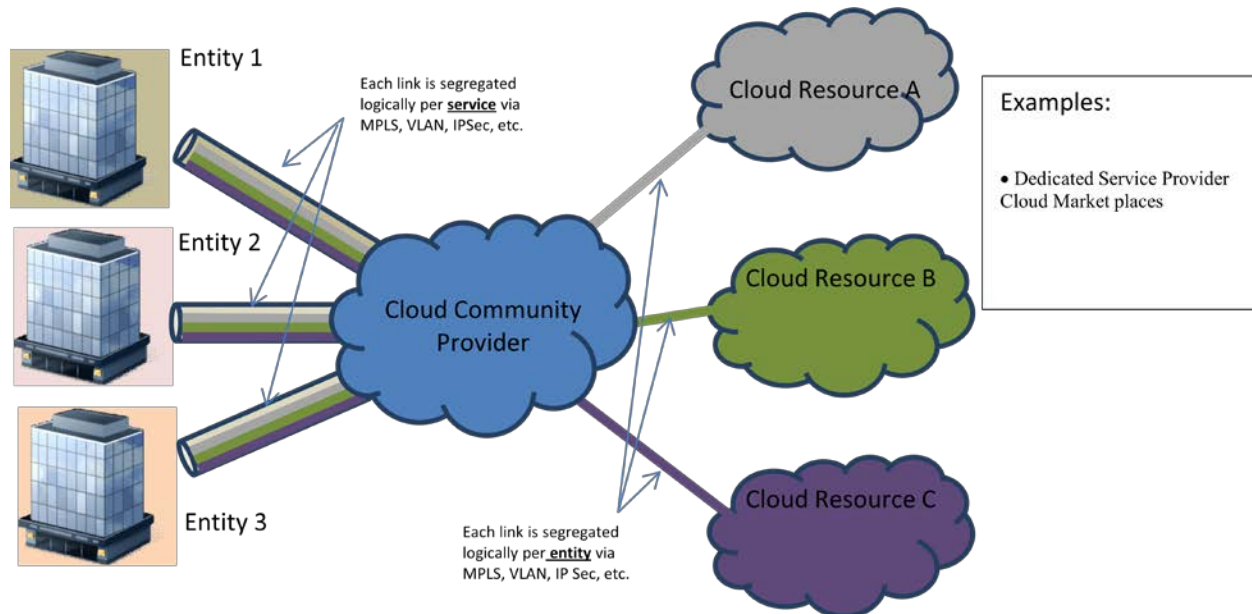 Entity 1
Each link is segregated
logically per service via
MPLS, VLAN, IPSec, etc.
Cloud Resource A
Examples:
• Dedicated Service Provider
Cloud Market places
Entity 2
Cloud Community
Provider
Cloud Resource B
Entity 3
Each link is segregated
logically per entity via
MPLS, VLAN, IP Sec, etc.
Cloud Resource C